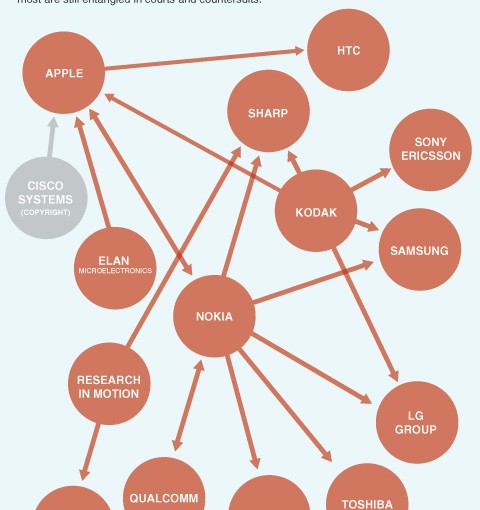 most are still entangled in courts and countersuits.
HTC
APPLE
SHARP
SONY
ERICSSON
CISCO
SYSTEMS
(COPYRIGHT)
KODAK
SAMSUNG
ELAN
MICROELECTRONICS
NOKIA
RESEARCH
IN MOTION
LG
GROUP
QUALCOMM
TOSHIBA